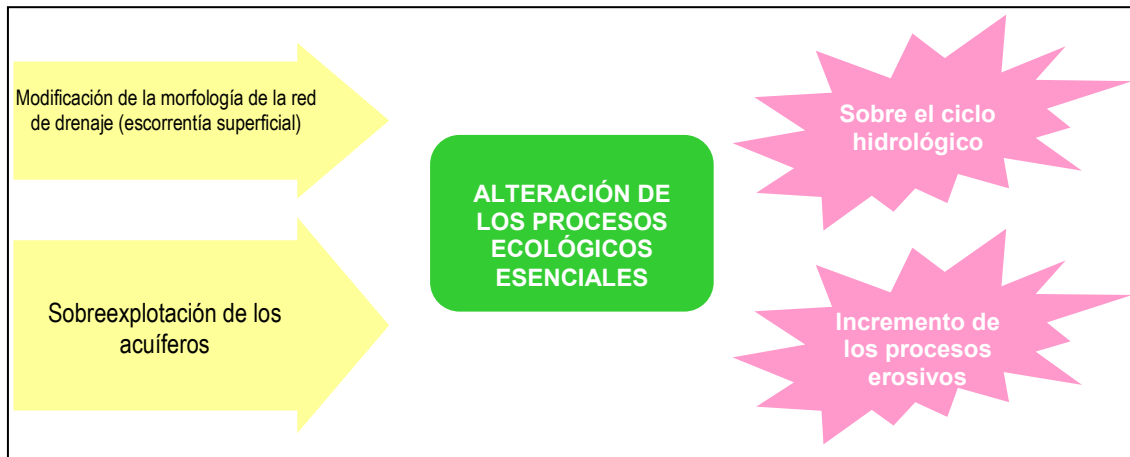 Modificación de la morfología de la red
de drenaje (escorrentía superficial)
Sobreexplotación de los
acuíferos
ALTERACIÓN DE
LOS PROCESOS
ECOLÓGICOS
ESENCIALES
Sobre el ciclo
hidrológico
Incremento de
los procesos
erosivos